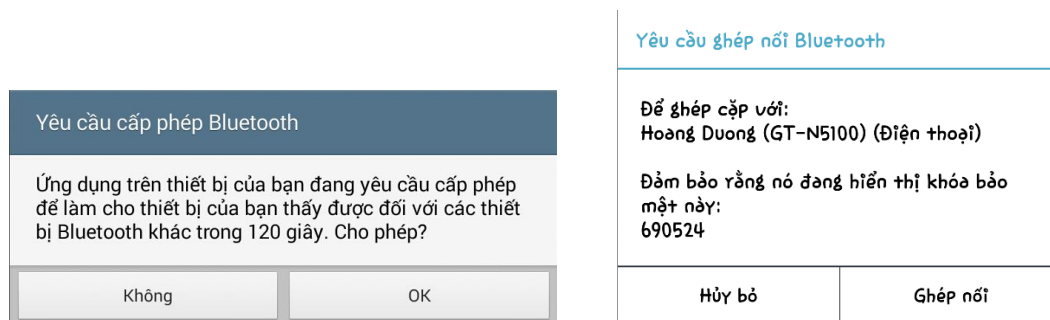 Yêu cầu cấp phép Bluetooth
Ứng dụng trên thiết bị của bạn đang yêu cầu cấp phép
để làm cho thiết bị của bạn thấy được đối với các thiết
bị Bluetooth khác trong 120 giây. Cho phép?
Không
OK
Yêu cầu ghép nối Bluetooth
Để ghép cặp với:
Hoang Duong (GT-N5100) (Điện thoại)
Đảm bảo rằng nó đang hiển thị khóa bảo
mật này:
690524
Hủy bỏ
Ghép nối